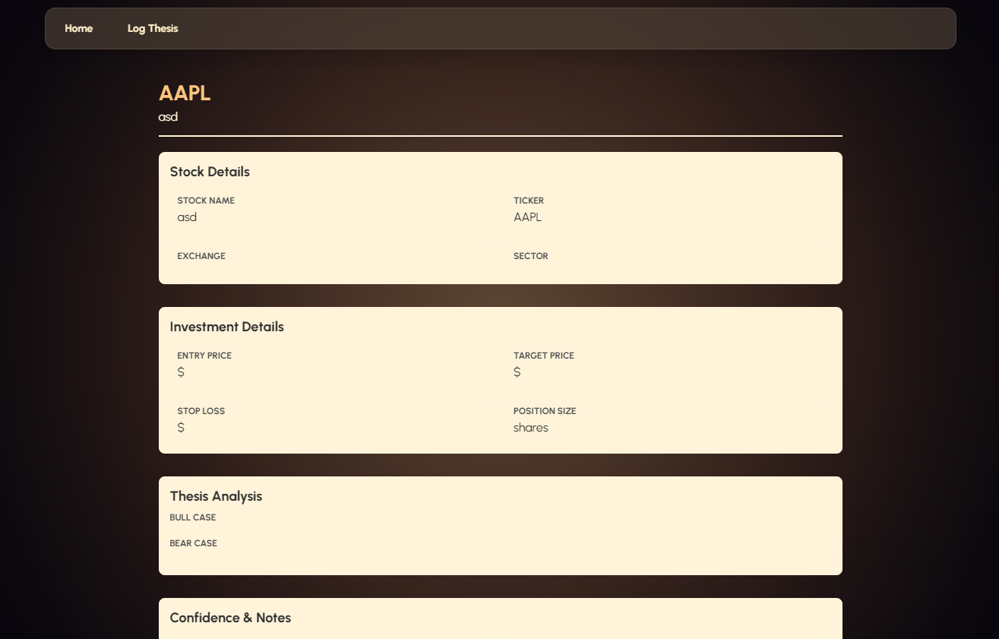 Home Log Thesis
AAPL
asd
Stock Details
STOCK NAME TICKER
asd AAPL
EXCHANGE SECTOR
Investment Details
ENTRY PRICE TARGET PRICE
$ $
STOP LOSS POSITION SIZE
$ shares
Thesis Analysis
BULL CASE
BEAR CASE
Confidence & Notes